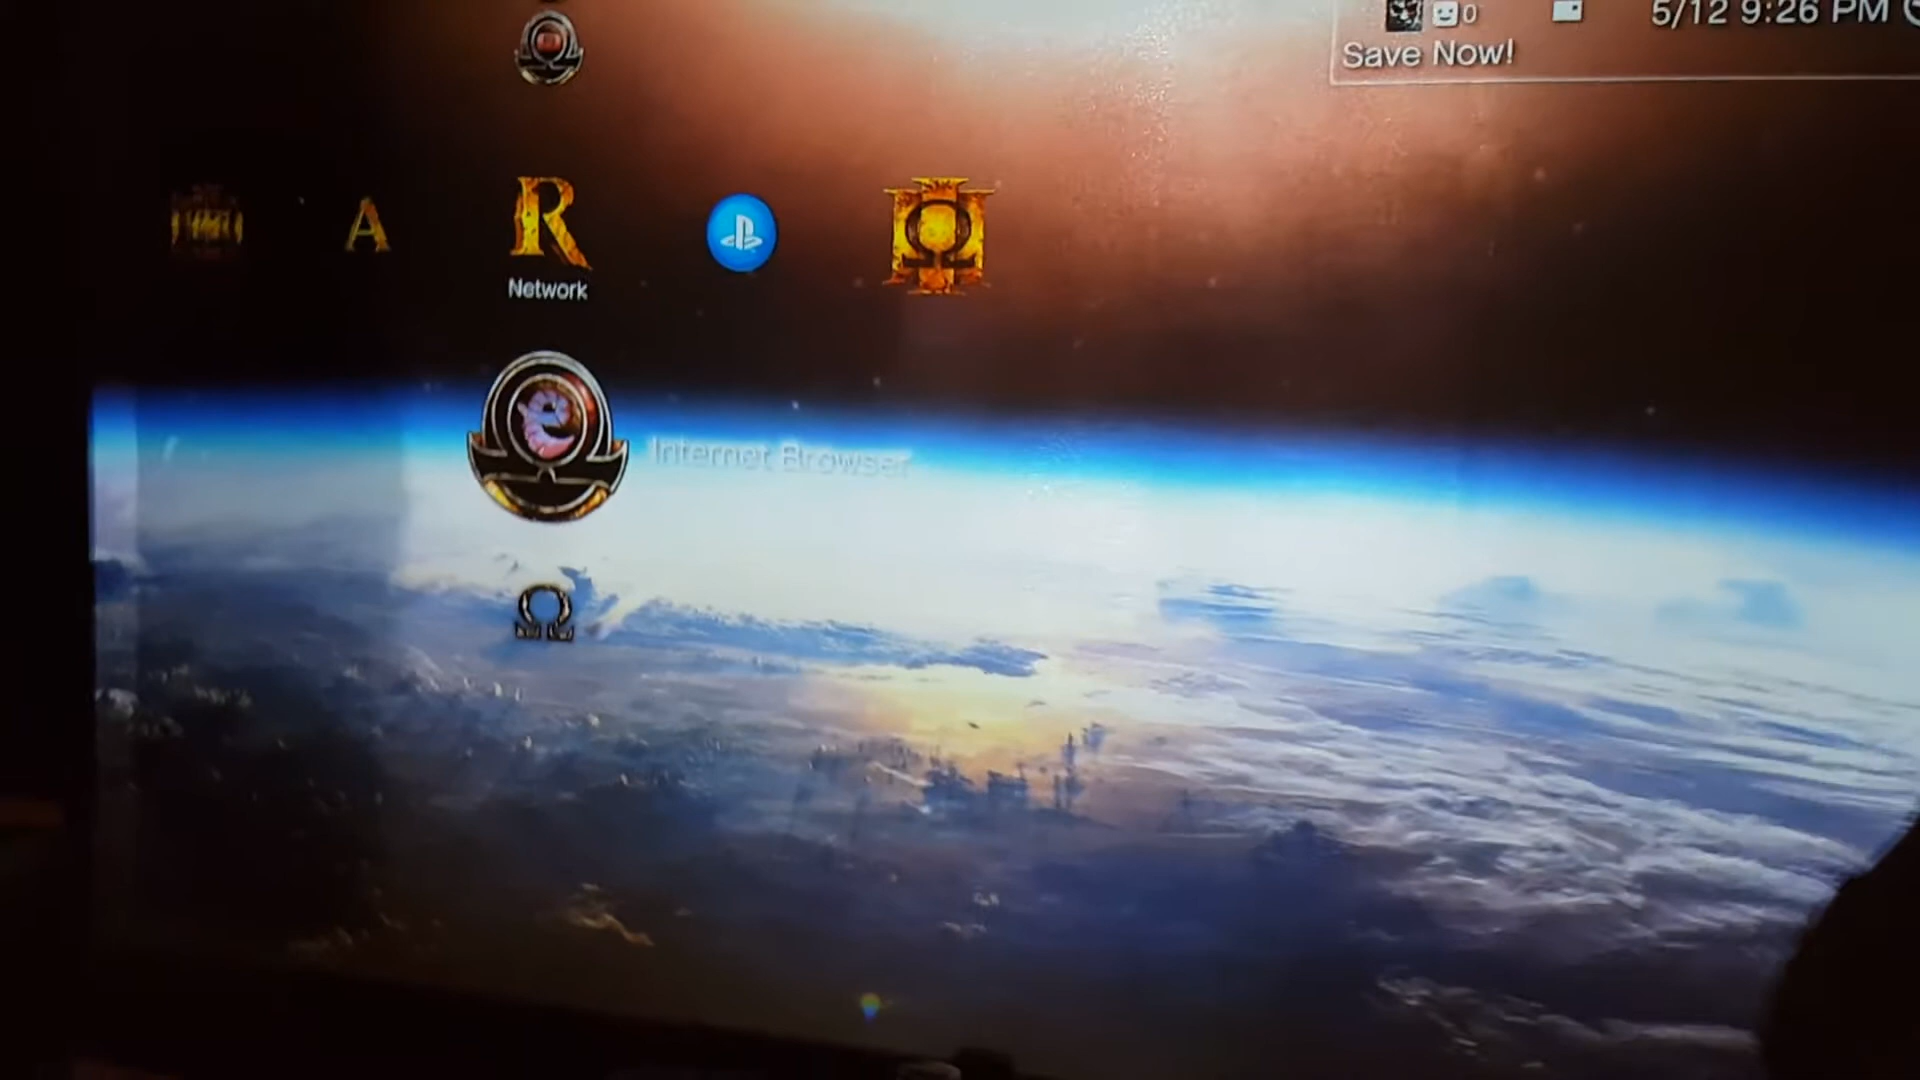 0
5/12 9:26 PM
Save Now!
A
R
Network
Internet Browser
Ω